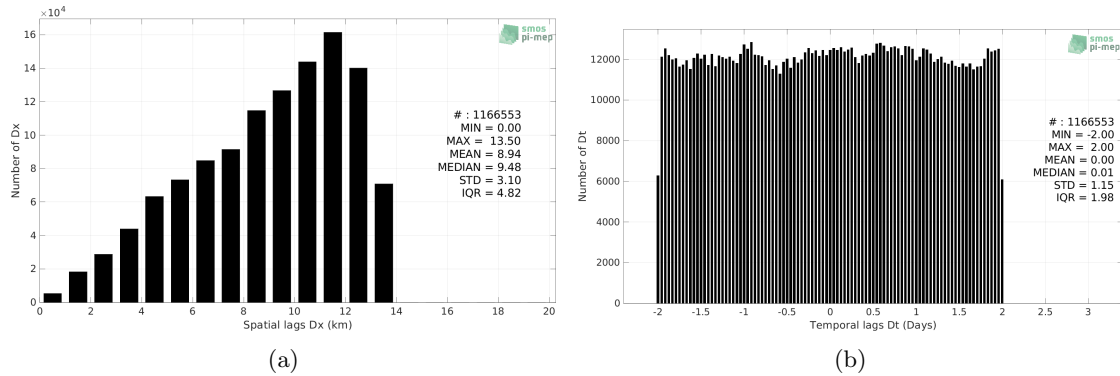 ×10⁴
16
14
12
10
8
6
4
2
0
Number of Dx
0 2 4 6 8 10 12 14 16 18 20
Spatial lags Dx (km)
smos
pi-mep
# : 1166553
MIN = 0.00
MAX = 13.50
MEAN = 8.94
MEDIAN = 9.48
STD = 3.10
IQR = 4.82
(a)
12000
10000
8000
6000
4000
2000
0
Number of Dt
-2 -1.5 -1 -0.5 0 0.5 1 1.5 2 2.5 3
Temporal lags Dt (Days)
smos
pi-mep
# : 1166553
MIN = -2.00
MAX = 2.00
MEAN = 0.00
MEDIAN = 0.01
STD = 1.15
IQR = 1.98
(b)